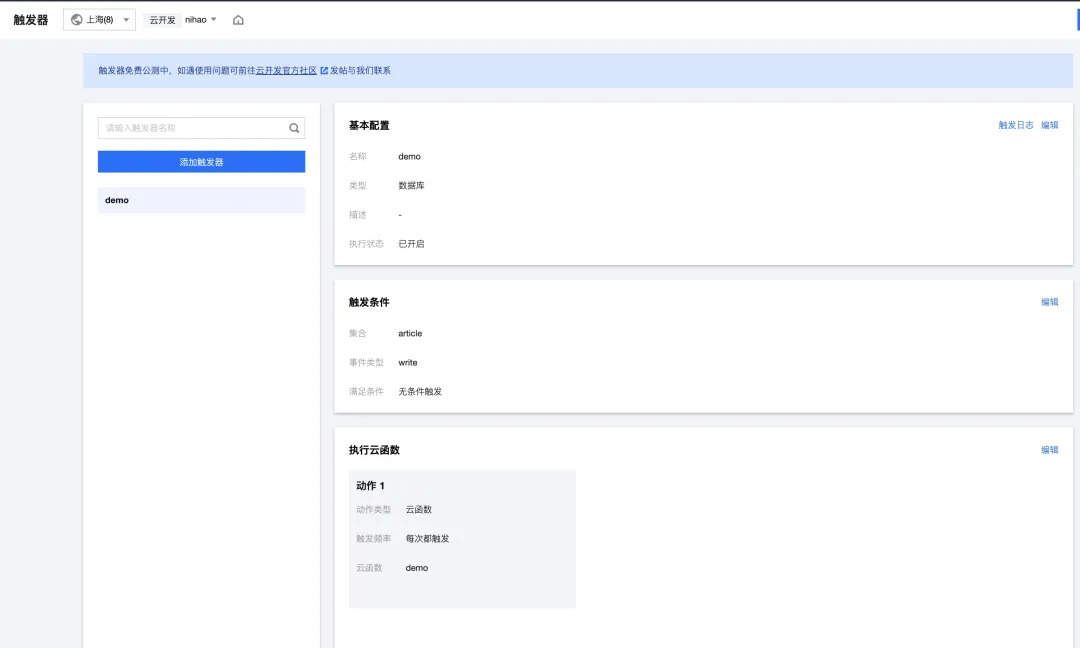 触发器 上海(8) 云开发 nihao
触发器免费公测中，如遇使用问题可前往云开发官方社区 发帖与我们联系
请输入触发器名称
添加触发器
demo
基本配置 触发日志 编辑
名称 demo
类型 数据库
描述 -
执行状态 已开启
触发条件 编辑
集合 article
事件类型 write
满足条件 无条件触发
执行云函数 编辑
动作 1
动作类型 云函数
触发频率 每次都触发
云函数 demo